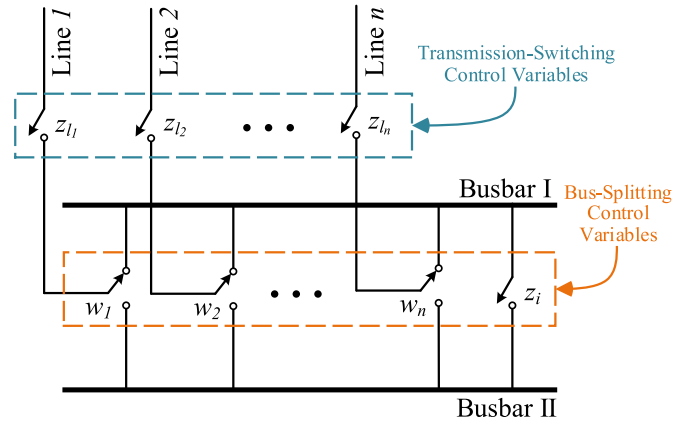 Line 1
Line 2
Line n
Transmission-Switching
Control Variables
z_{l_1}
z_{l_2}
z_{l_n}
Busbar I
Bus-Splitting
Control
Variables
w_1
w_2
w_n
z_i
Busbar II